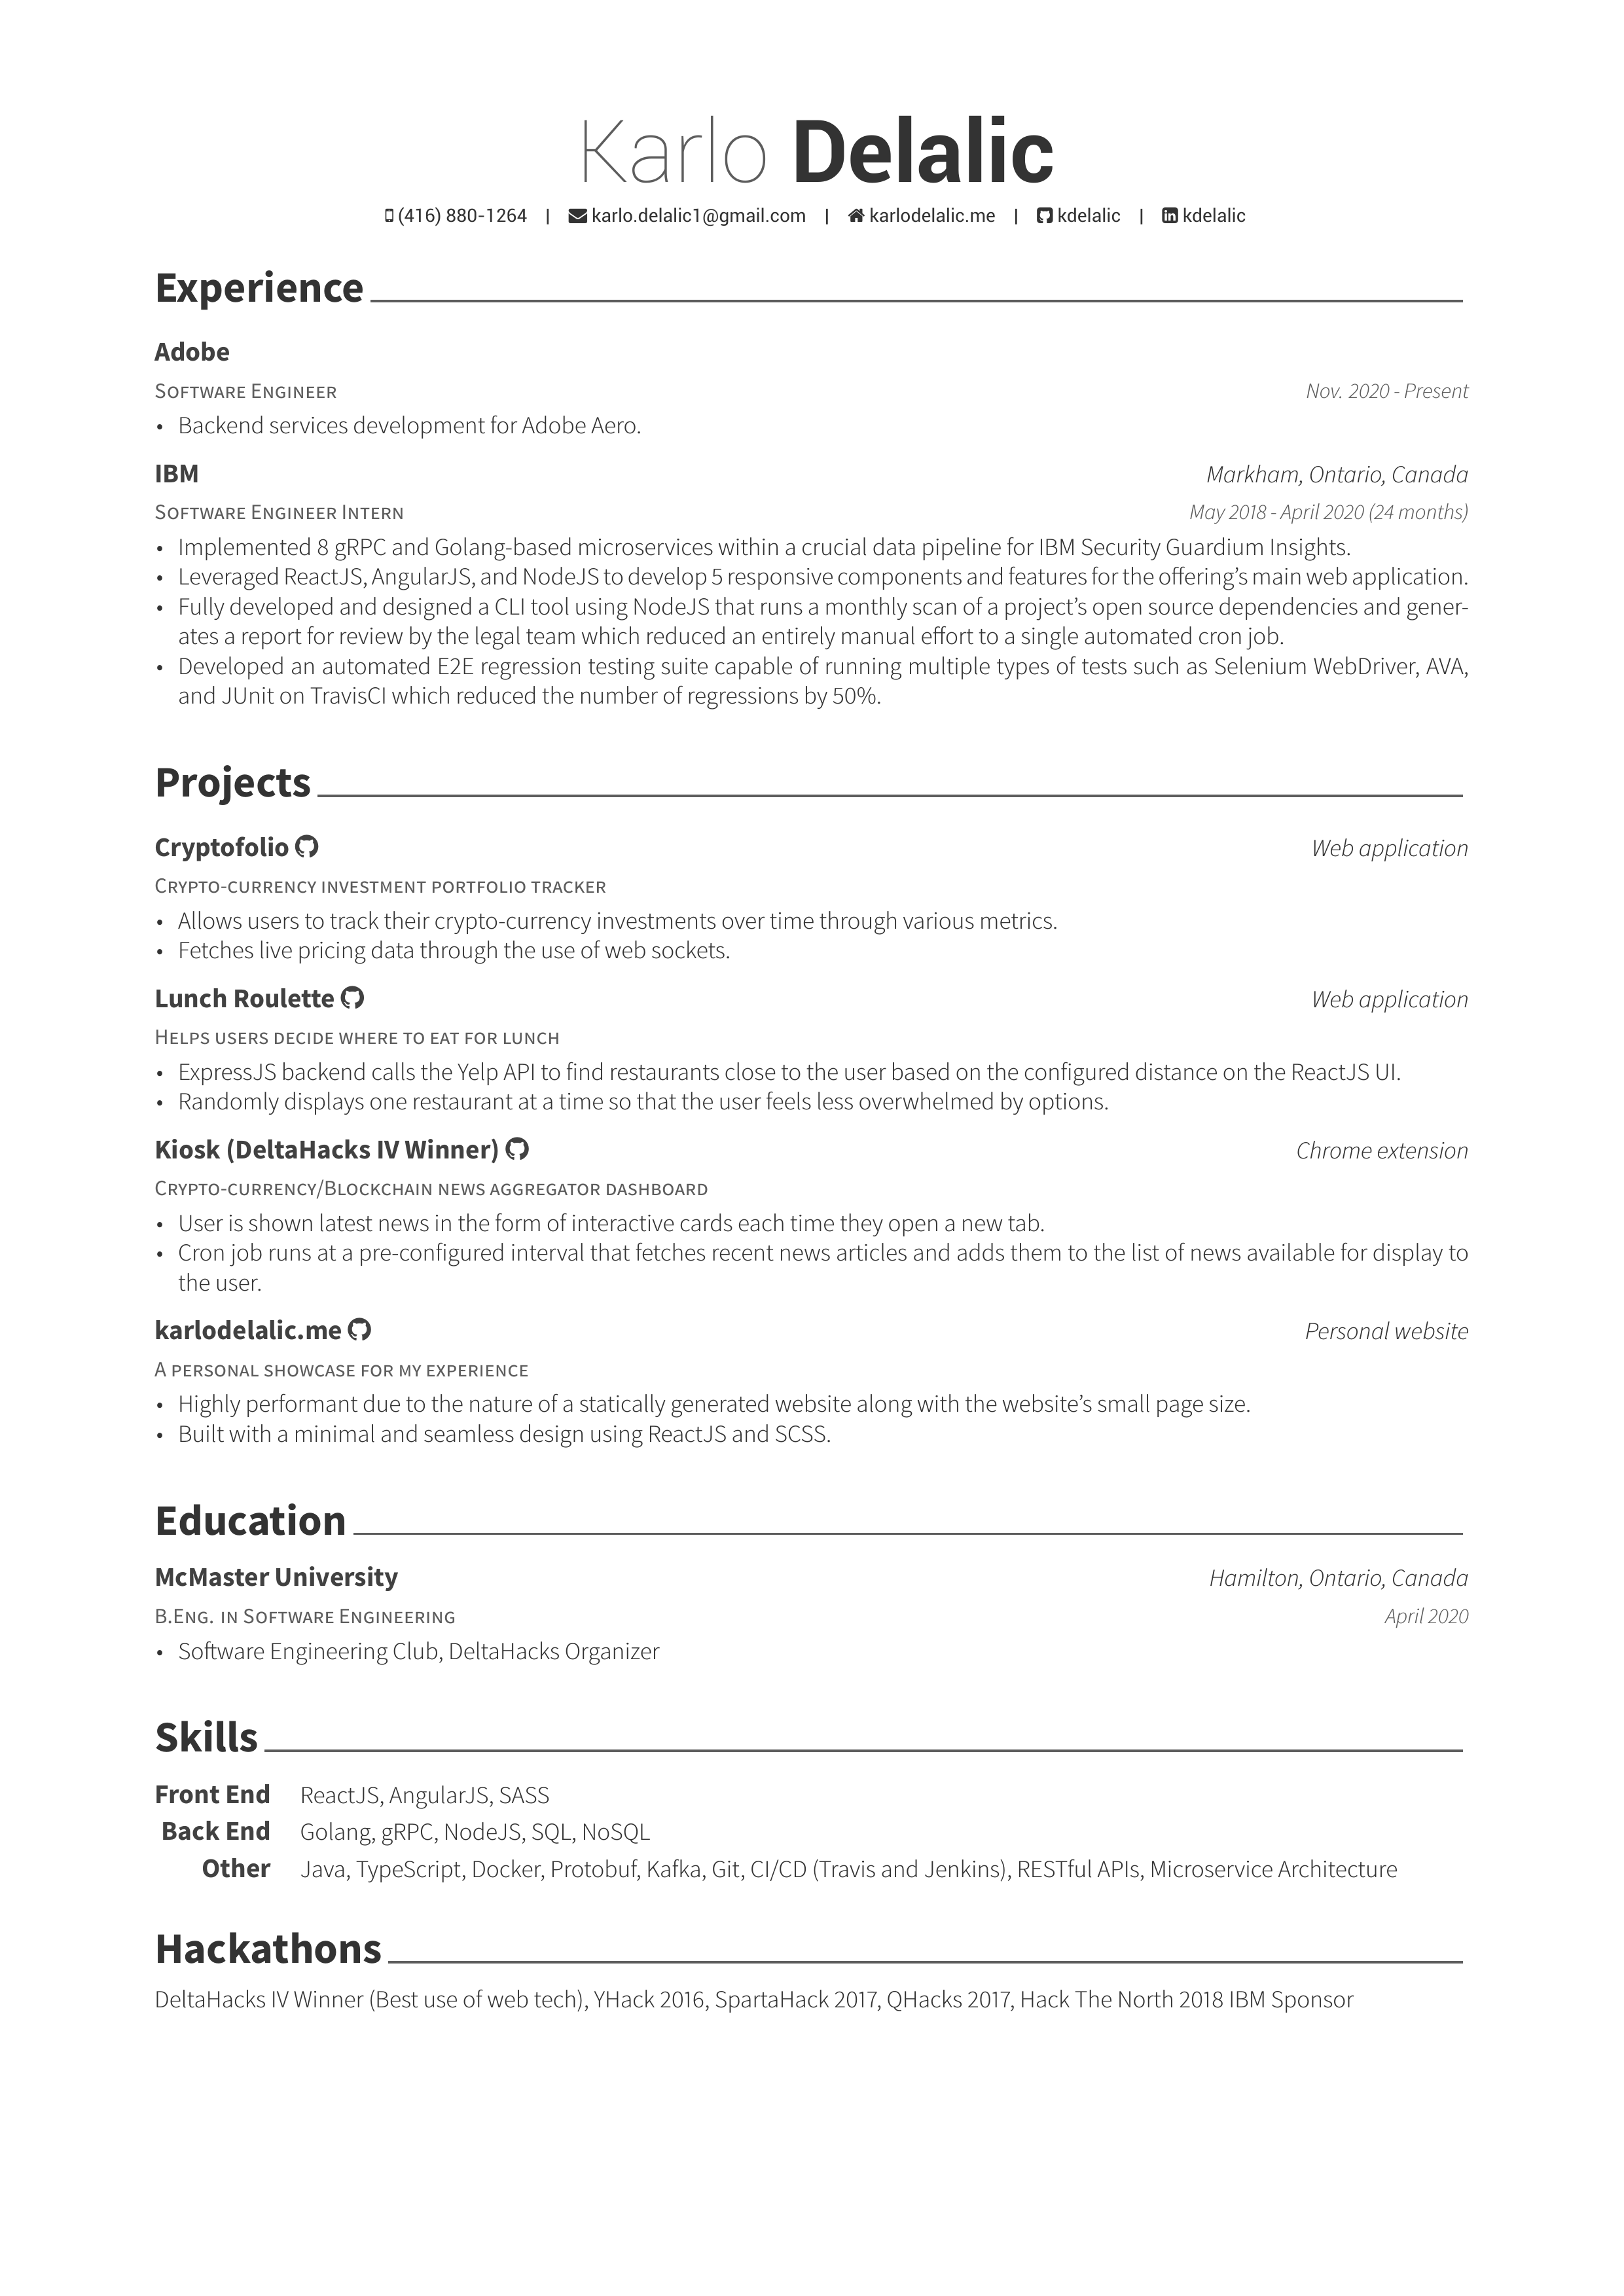 Karlo Delalic
(416) 880-1264 | karlo.delalic1@gmail.com | karlodelalic.me | kdelalic | kdelalic
Experience
Adobe
Software Engineer Nov. 2020 - Present
• Backend services development for Adobe Aero.
IBM Markham, Ontario, Canada
Software Engineer Intern May 2018 - April 2020 (24 months)
• Implemented 8 gRPC and Golang-based microservices within a crucial data pipeline for IBM Security Guardium Insights.
• Leveraged ReactJS, AngularJS, and NodeJS to develop 5 responsive components and features for the offering's main web application.
• Fully developed and designed a CLI tool using NodeJS that runs a monthly scan of a project's open source dependencies and gener-
ates a report for review by the legal team which reduced an entirely manual effort to a single automated cron job.
• Developed an automated E2E regression testing suite capable of running multiple types of tests such as Selenium WebDriver, AVA,
and JUnit on TravisCI which reduced the number of regressions by 50%.
Projects
Cryptofolio Web application
Crypto-currency investment portfolio tracker
• Allows users to track their crypto-currency investments over time through various metrics.
• Fetches live pricing data through the use of web sockets.
Lunch Roulette Web application
Helps users decide where to eat for lunch
• ExpressJS backend calls the Yelp API to find restaurants close to the user based on the configured distance on the ReactJS UI.
• Randomly displays one restaurant at a time so that the user feels less overwhelmed by options.
Kiosk (DeltaHacks IV Winner) Chrome extension
Crypto-currency/Blockchain news aggregator dashboard
• User is shown latest news in the form of interactive cards each time they open a new tab.
• Cron job runs at a pre-configured interval that fetches recent news articles and adds them to the list of news available for display to
the user.
karlodelalic.me Personal website
A personal showcase for my experience
• Highly performant due to the nature of a statically generated website along with the website's small page size.
• Built with a minimal and seamless design using ReactJS and SCSS.
Education
McMaster University Hamilton, Ontario, Canada
B.Eng. in Software Engineering April 2020
• Software Engineering Club, DeltaHacks Organizer
Skills
Front End ReactJS, AngularJS, SASS
Back End Golang, gRPC, NodeJS, SQL, NoSQL
Other Java, TypeScript, Docker, Protobuf, Kafka, Git, CI/CD (Travis and Jenkins), RESTful APIs, Microservice Architecture
Hackathons
DeltaHacks IV Winner (Best use of web tech), YHack 2016, SpartaHack 2017, QHacks 2017, Hack The North 2018 IBM Sponsor